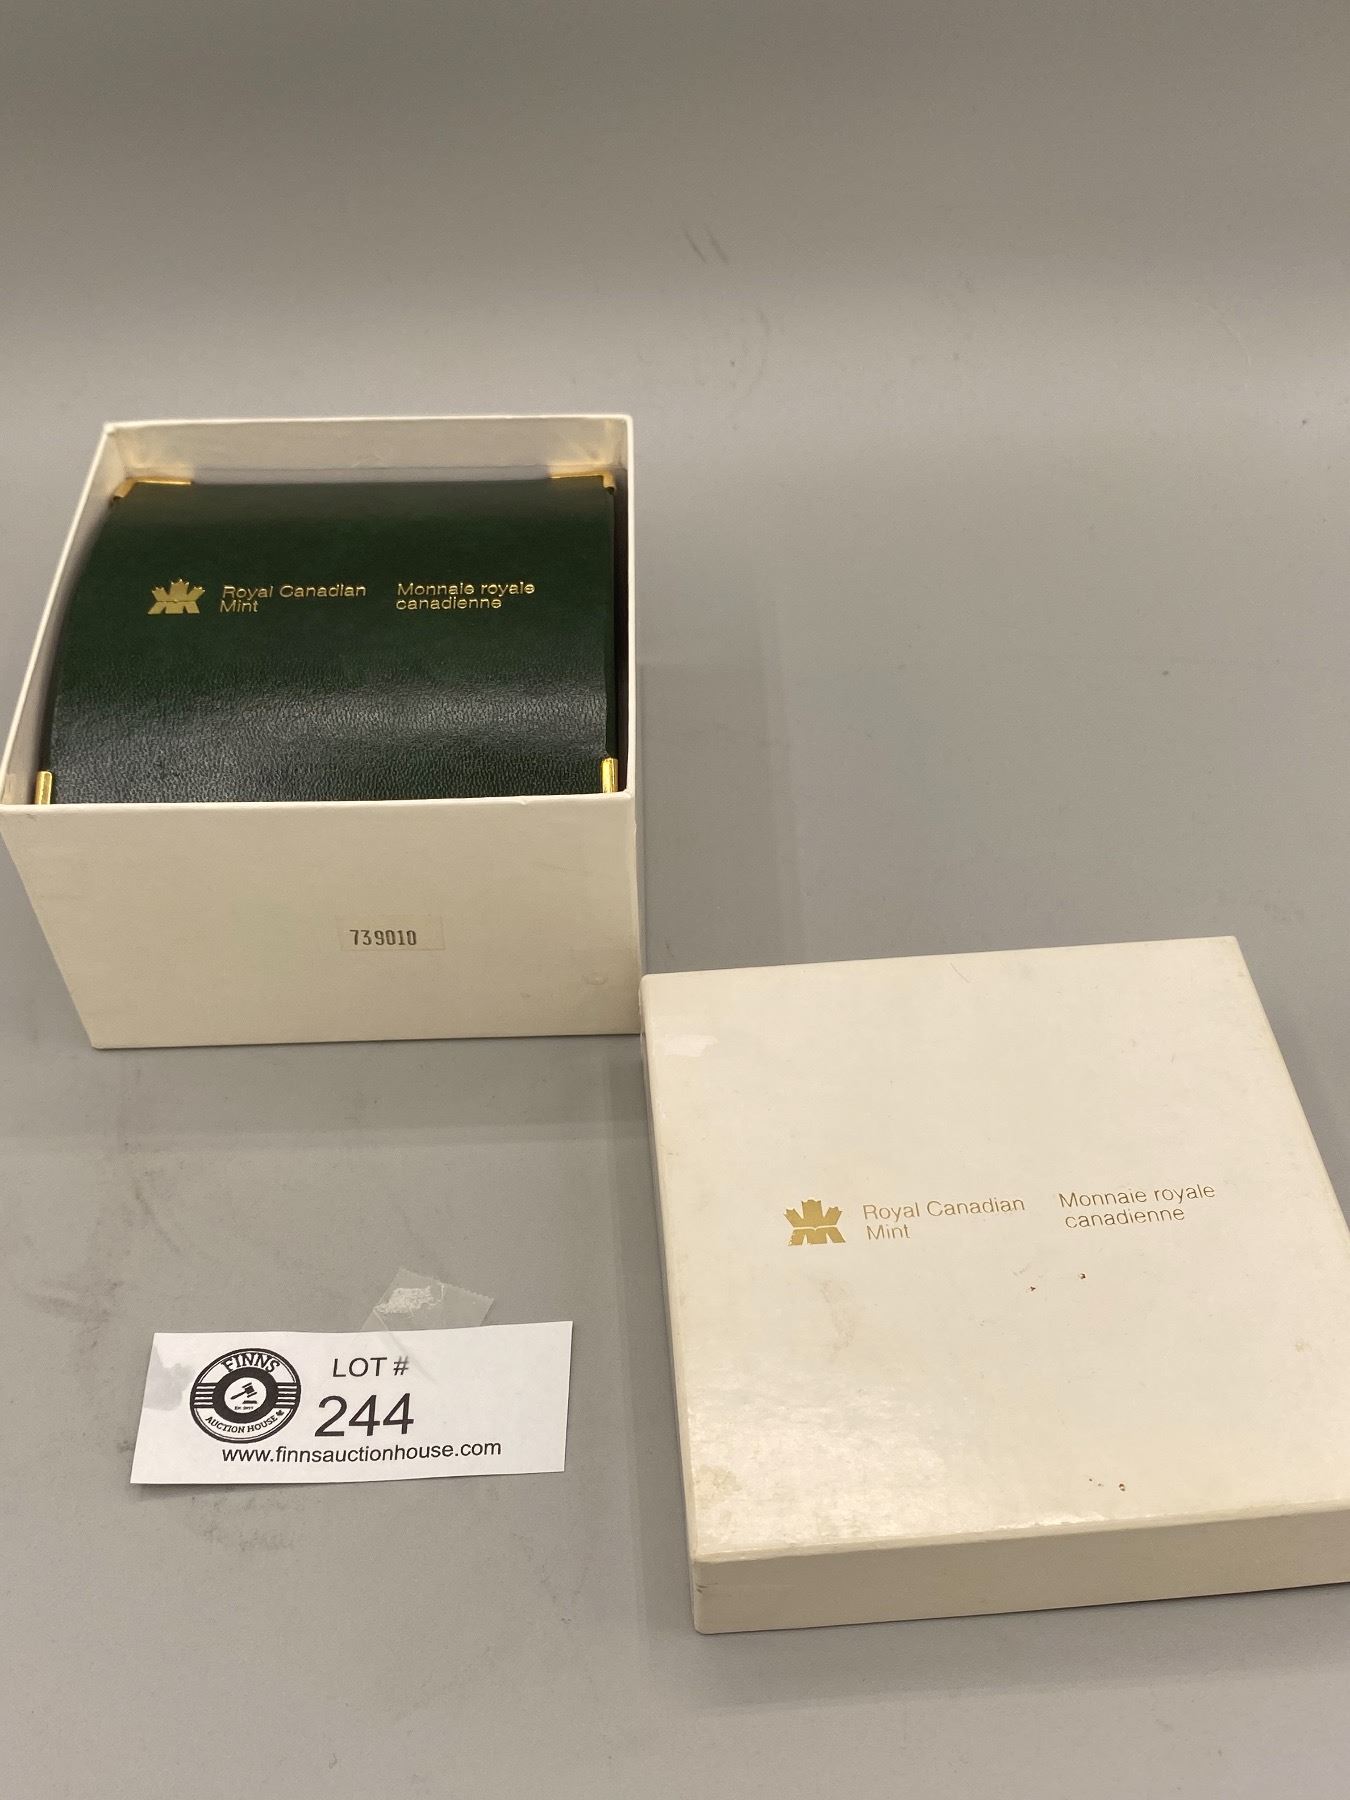 Royal Canadian
Mint
Monnaie royale
canadienne
739010
Royal Canadian
Mint
Monnaie royale
canadienne
FINNS
AUCTION HOUSE
LOT #
244
www.finnsauctionhouse.com